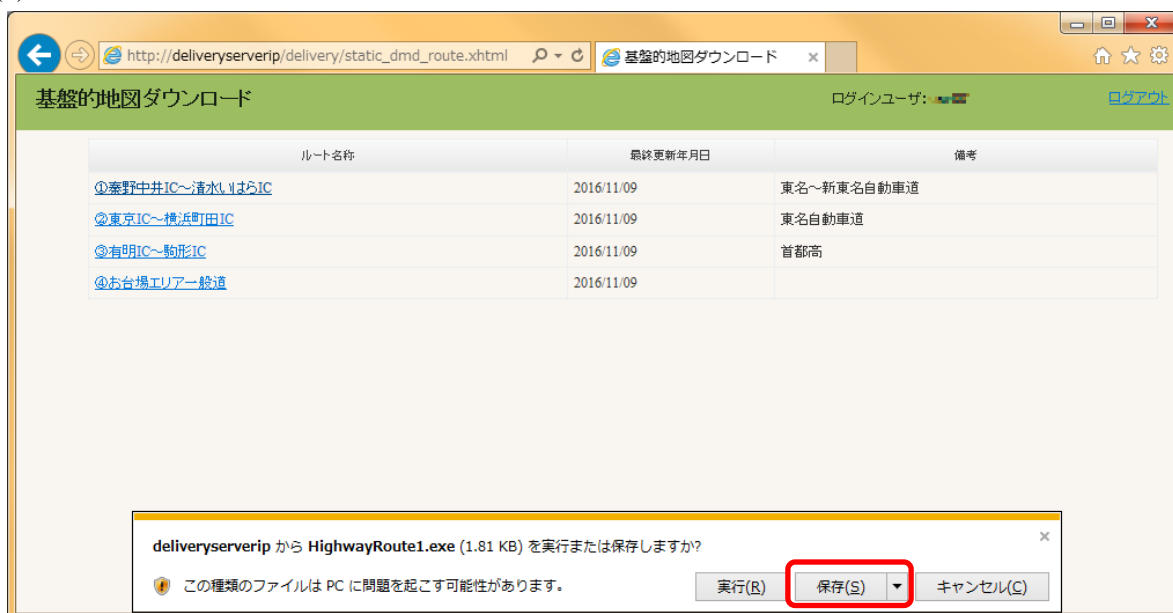 http://deliveryserverip/delivery/static_dmd_route.xhtml
基盤的地図ダウンロード
基盤的地図ダウンロード
ログインユーザ:
ログアウト
ルート名称 最終更新年月日 備考
①秦野中井IC～清水いはらIC 2016/11/09 東名～新東名自動車道
②東京IC～横浜町田IC 2016/11/09 東名自動車道
③有明IC～駒形IC 2016/11/09 首都高
④お台場エリア一般道 2016/11/09
deliveryserverip から HighwayRoute1.exe (1.81 KB) を実行または保存しますか?
この種類のファイルは PC に問題を起こす可能性があります。
実行(R) 保存(S) キャンセル(C)